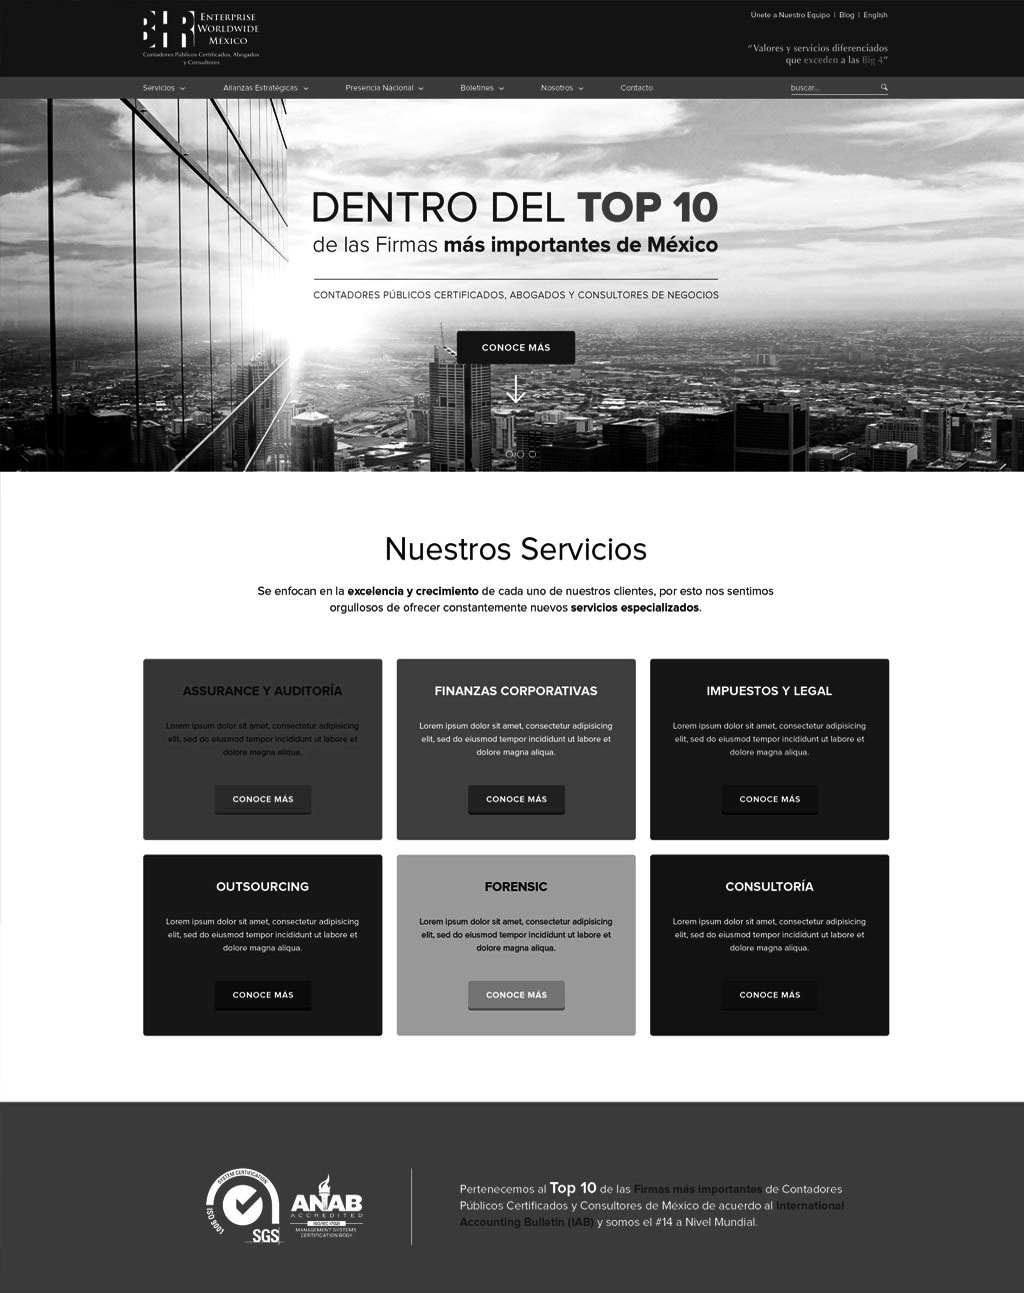 BHR ENTERPRISE
WORLDWIDE
MÉXICO
Contadores Públicos Certificados, Abogados
y Consultores
Únete a Nuestro Equipo | Blog | English
“Valores y servicios diferenciados
que exceden a las Big 4”
Servicios Alianzas Estratégicas Presencia Nacional Boletines Nosotros Contacto buscar...
DENTRO DEL TOP 10
de las Firmas más importantes de México
CONTADORES PÚBLICOS CERTIFICADOS, ABOGADOS Y CONSULTORES DE NEGOCIOS
CONOCE MÁS
Nuestros Servicios
Se enfocan en la excelencia y crecimiento de cada uno de nuestros clientes, por esto nos sentimos
orgullosos de ofrecer constantemente nuevos servicios especializados.
ASSURANCE Y AUDITORÍA
Lorem ipsum dolor sit amet, consectetur adipisicing
elit, sed do eiusmod tempor incididunt ut labore et
dolore magna aliqua.
CONOCE MÁS
FINANZAS CORPORATIVAS
Lorem ipsum dolor sit amet, consectetur adipisicing
elit, sed do eiusmod tempor incididunt ut labore et
dolore magna aliqua.
CONOCE MÁS
IMPUESTOS Y LEGAL
Lorem ipsum dolor sit amet, consectetur adipisicing
elit, sed do eiusmod tempor incididunt ut labore et
dolore magna aliqua.
CONOCE MÁS
OUTSOURCING
Lorem ipsum dolor sit amet, consectetur adipisicing
elit, sed do eiusmod tempor incididunt ut labore et
dolore magna aliqua.
CONOCE MÁS
FORENSIC
Lorem ipsum dolor sit amet, consectetur adipisicing
elit, sed do eiusmod tempor incididunt ut labore et
dolore magna aliqua.
CONOCE MÁS
CONSULTORÍA
Lorem ipsum dolor sit amet, consectetur adipisicing
elit, sed do eiusmod tempor incididunt ut labore et
dolore magna aliqua.
CONOCE MÁS
SYSTEM CERTIFICATION
ISO 9001
SGS
ANAB
ACCREDITED
ISO/IEC 17021
MANAGEMENT SYSTEMS
CERTIFICATION BODY
Pertenecemos al Top 10 de las Firmas más importantes de Contadores
Públicos Certificados y Consultores de México de acuerdo al International
Accounting Bulletin (IAB) y somos el #14 a Nivel Mundial.